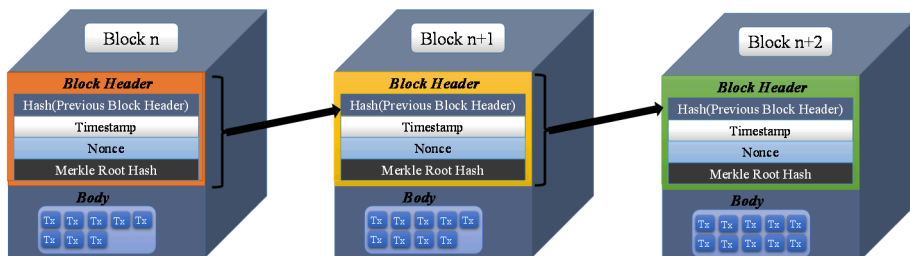 Block n
Block Header
Hash(Previous Block Header)
Timestamp
Nonce
Merkle Root Hash
Body
Tx Tx Tx Tx Tx
Tx Tx Tx
Block n+1
Block Header
Hash(Previous Block Header)
Timestamp
Nonce
Merkle Root Hash
Body
Tx Tx Tx Tx Tx
Tx Tx Tx Tx
Block n+2
Block Header
Hash(Previous Block Header)
Timestamp
Nonce
Merkle Root Hash
Body
Tx Tx Tx Tx Tx
Tx Tx Tx Tx Tx